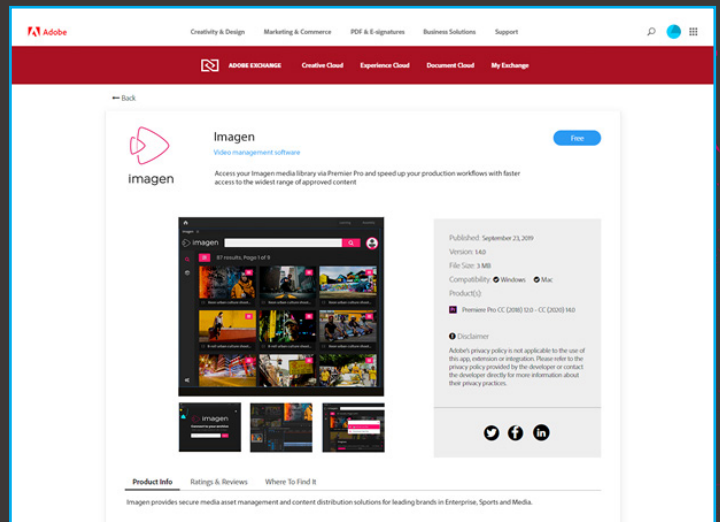 Adobe
Creativity & Design Marketing & Commerce PDF & E-signatures Business Solutions Support
ADOBE EXCHANGE Creative Cloud Experience Cloud Document Cloud My Exchange
Back
Imagen
Free
Video management software
imagen
Access your Imagen media library via Premier Pro and speed up your production workflows with faster
access to the widest range of approved content
imagen
87 results, Page 1 of 9
imagen
Published: September 23, 2019
Version: 1.4.0
File Size: 3 MB
Compatibility: Windows Mac
Product(s):
Premiere Pro CC (2018) 12.0 - CC (2020) 14.0
Disclaimer
Adobe's privacy policy is not applicable to the use of
this app, extension or integration. Please refer to the
privacy policy provided by the developer or contact
the developer directly for more information about
their privacy practices.
Product Info Ratings & Reviews Where To Find It
Imagen provides secure media asset management and content distribution solutions for leading brands in Enterprise, Sports and Media.